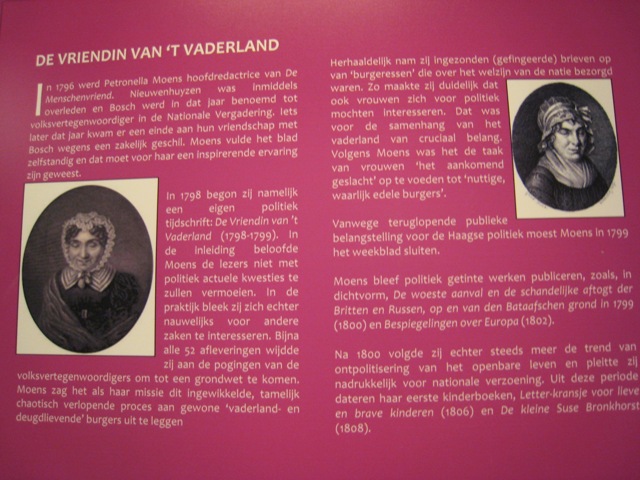 DE VRIENDIN VAN 'T VADERLAND
In 1796 werd Petronella Moens hoofdredactrice van De
Menschenvriend. Nieuwenhuyzen was inmiddels
overleden en Bosch werd in dat jaar benoemd tot
volksvertegenwoordiger in de Nationale Vergadering. Iets
later dat jaar kwam er een einde aan hun vriendschap met
Bosch wegens een zakelijk geschil. Moens vulde het blad
zelfstandig en dat moet voor haar een inspirerende ervaring
zijn geweest.
In 1798 begon zij namelijk
een eigen politiek
tijdschrift: De Vriendin van 't
Vaderland (1798-1799). In
de inleiding beloofde
Moens de lezers niet met
politiek actuele kwesties te
zullen vermoeien. In de
praktijk bleek zij zich echter
nauwelijks voor andere
zaken te interesseren. Bijna
alle 52 afleveringen wijdde
zij aan de pogingen van de
volksvertegenwoordigers om tot een grondwet te komen.
Moens zag het als haar missie dit ingewikkelde, tamelijk
chaotisch verlopende proces aan gewone 'vaderland- en
deugdlievende' burgers uit te leggen
Herhaaldelijk nam zij ingezonden (gefingeerde) brieven op
van 'burgeressen' die over het welzijn van de natie bezorgd
waren. Zo maakte zij duidelijk dat
ook vrouwen zich voor politiek
mochten interesseren. Dat was
voor de samenhang van het
vaderland van cruciaal belang.
Volgens Moens was het de taak
van vrouwen 'het aankomend
geslacht' op te voeden tot 'nuttige,
waarlijk edele burgers'.
Vanwege teruglopende publieke
belangstelling voor de Haagse politiek moest Moens in 1799
het weekblad sluiten.
Moens bleef politiek getinte werken publiceren, zoals, in
dichtvorm, De woeste aanval en de schandelijke aftogt der
Britten en Russen, op en van den Bataafschen grond in 1799
(1800) en Bespiegelingen over Europa (1802).
Na 1800 volgde zij echter steeds meer de trend van
ontpolitisering van het openbare leven en pleitte zij
nadrukkelijk voor nationale verzoening. Uit deze periode
dateren haar eerste kinderboeken, Letter-kransje voor lieve
en brave kinderen (1806) en De kleine Suse Bronkhorst
(1808).